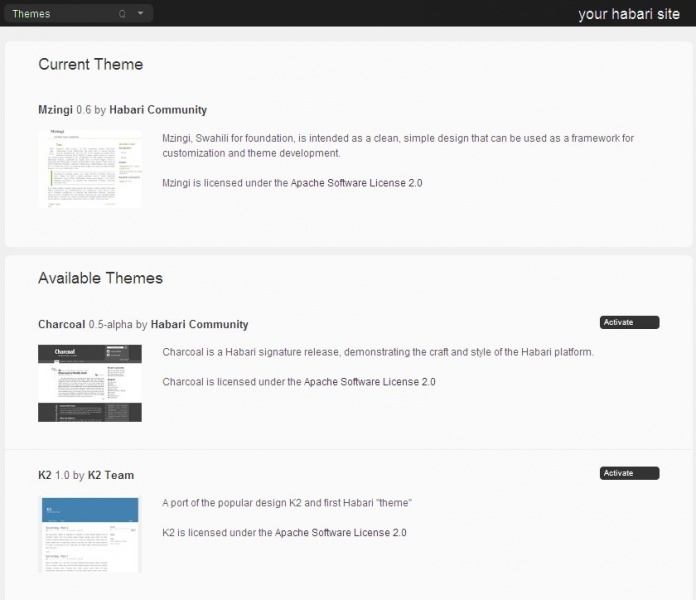 Themes Q
your habari site
Current Theme
Mzingi 0.6 by Habari Community
Mzingi
Mzingi, Swahili for foundation, is intended as a clean, simple design that can be used as a framework for
customization and theme development.
Mzingi is licensed under the Apache Software License 2.0
Available Themes
Charcoal 0.5-alpha by Habari Community
Activate
Charcoal
Charcoal is a Habari signature release, demonstrating the craft and style of the Habari platform.
Charcoal is licensed under the Apache Software License 2.0
K2 1.0 by K2 Team
Activate
K2
A port of the popular design K2 and first Habari "theme"
K2 is licensed under the Apache Software License 2.0